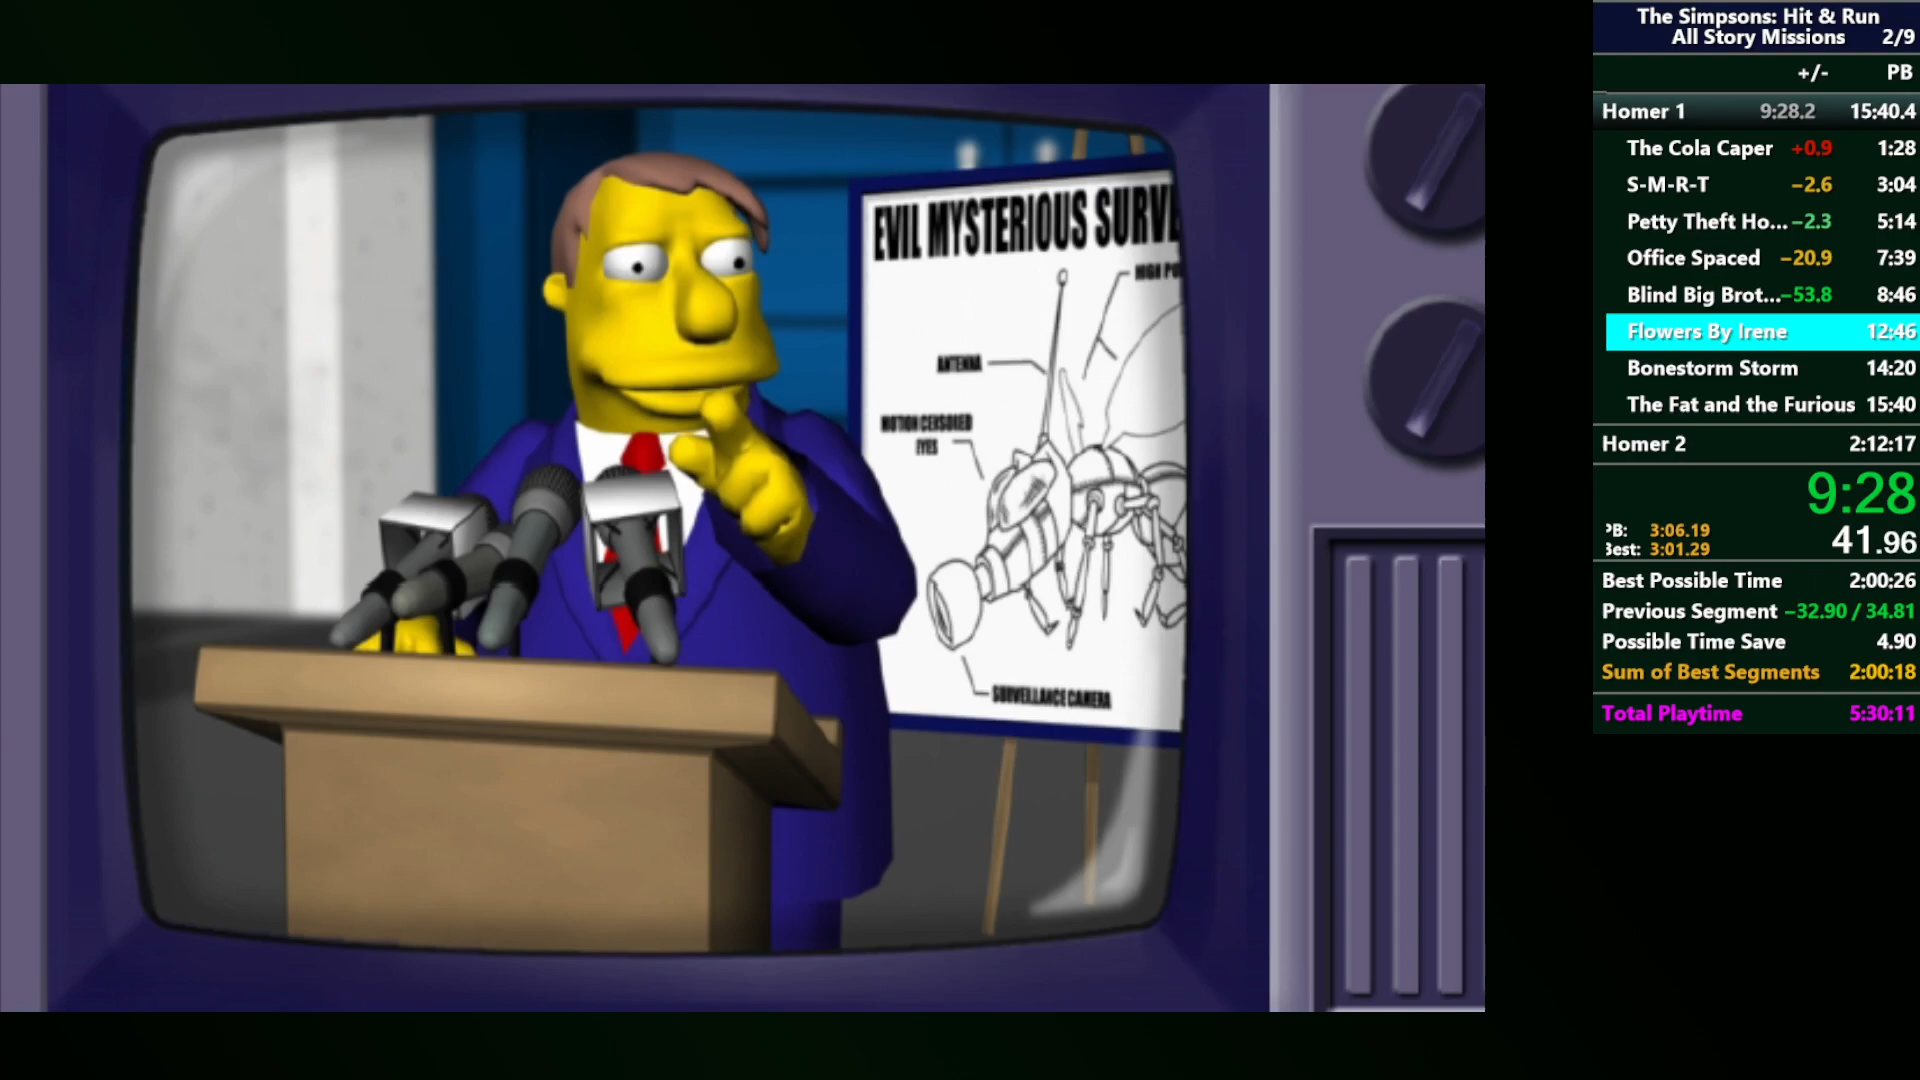 EVIL MYSTERIOUS SURVE
HIGH PO
ANTENNA
MOTION CENSORED
EYES
SURVEILLANCE CAMERA
The Simpsons: Hit & Run
All Story Missions 2/9
+/- PB
Homer 1 9:28.2 15:40.4
The Cola Caper +0.9 1:28
S-M-R-T −2.6 3:04
Petty Theft Ho... −2.3 5:14
Office Spaced −20.9 7:39
Blind Big Brot... −53.8 8:46
Flowers By Irene 12:46
Bonestorm Storm 14:20
The Fat and the Furious 15:40
Homer 2 2:12:17
9:28
PB: 3:06.19
Best: 3:01.29
41.96
Best Possible Time 2:00:26
Previous Segment −32.90 / 34.81
Possible Time Save 4.90
Sum of Best Segments 2:00:18
Total Playtime 5:30:11